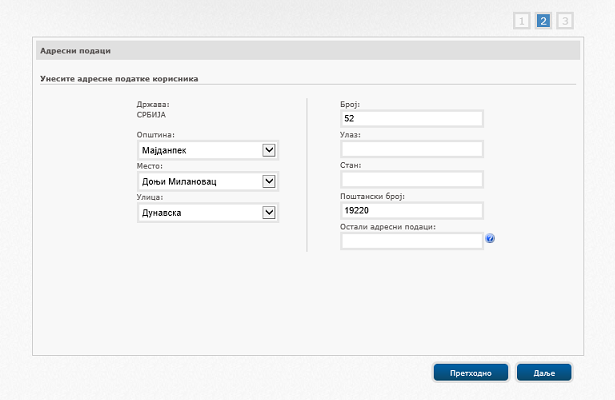 1 2 3
Адресни подаци
Унесите адресне податке корисника
Држава:
СРБИЈА
Општина:
Мајданпек
Место:
Доњи Милановац
Улица:
Дунавска
Број:
52
Улаз:
Стан:
Поштански број:
19220
Остали адресни подаци:
?
Претходно Даље